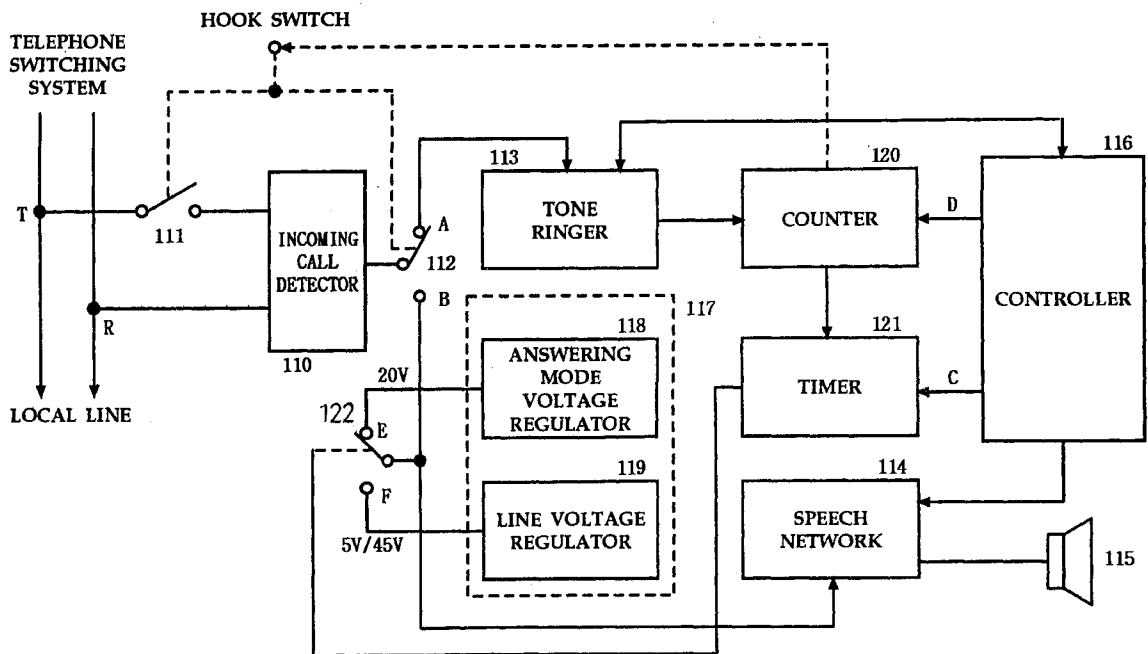 HOOK SWITCH
TELEPHONE
SWITCHING
SYSTEM
T
111
R
INCOMING
CALL
DETECTOR
110
A
112
B
113
TONE
RINGER
120
COUNTER
D
116
CONTROLLER
117
118
ANSWERING
MODE
VOLTAGE
REGULATOR
121
TIMER
C
LOCAL LINE
20V
122
E
F
5V/45V
119
LINE VOLTAGE
REGULATOR
114
SPEECH
NETWORK
115